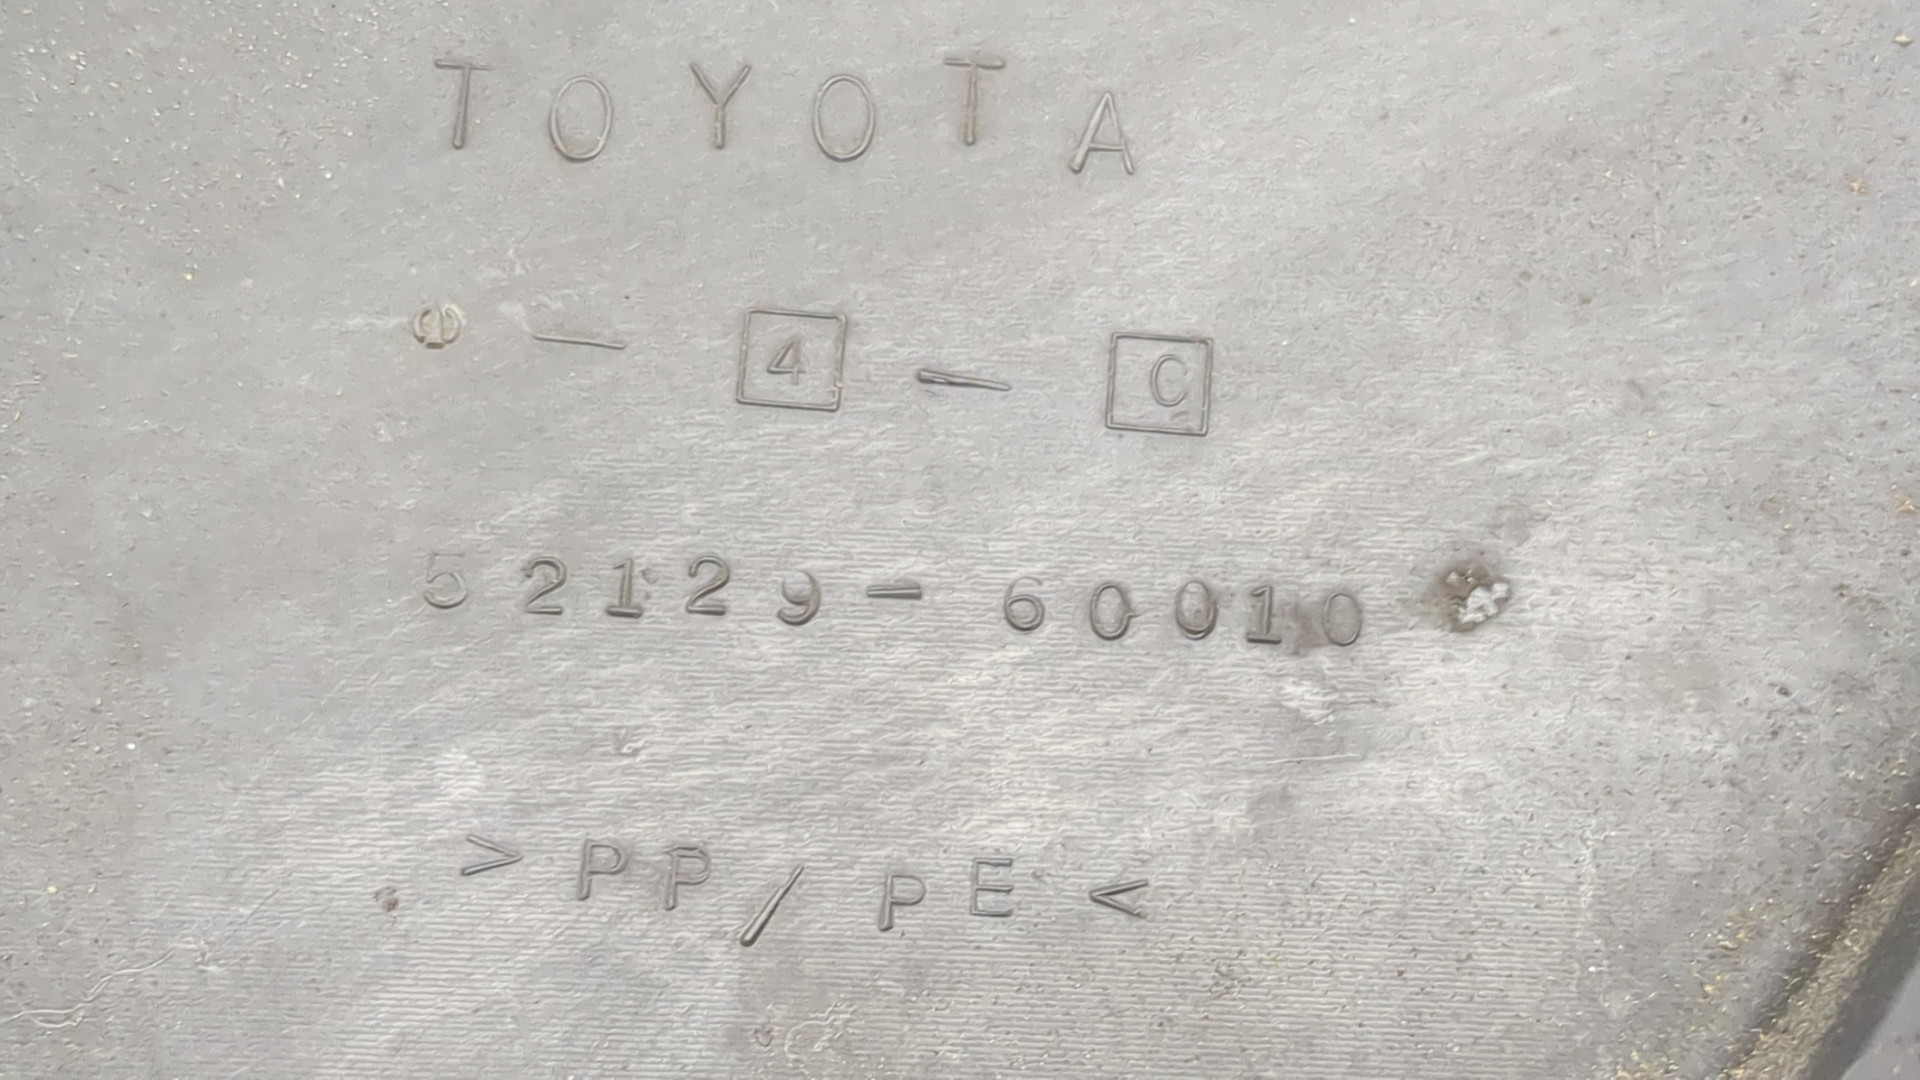 TOYOTA
— 4 — C
52129-60010
>PP/PE<